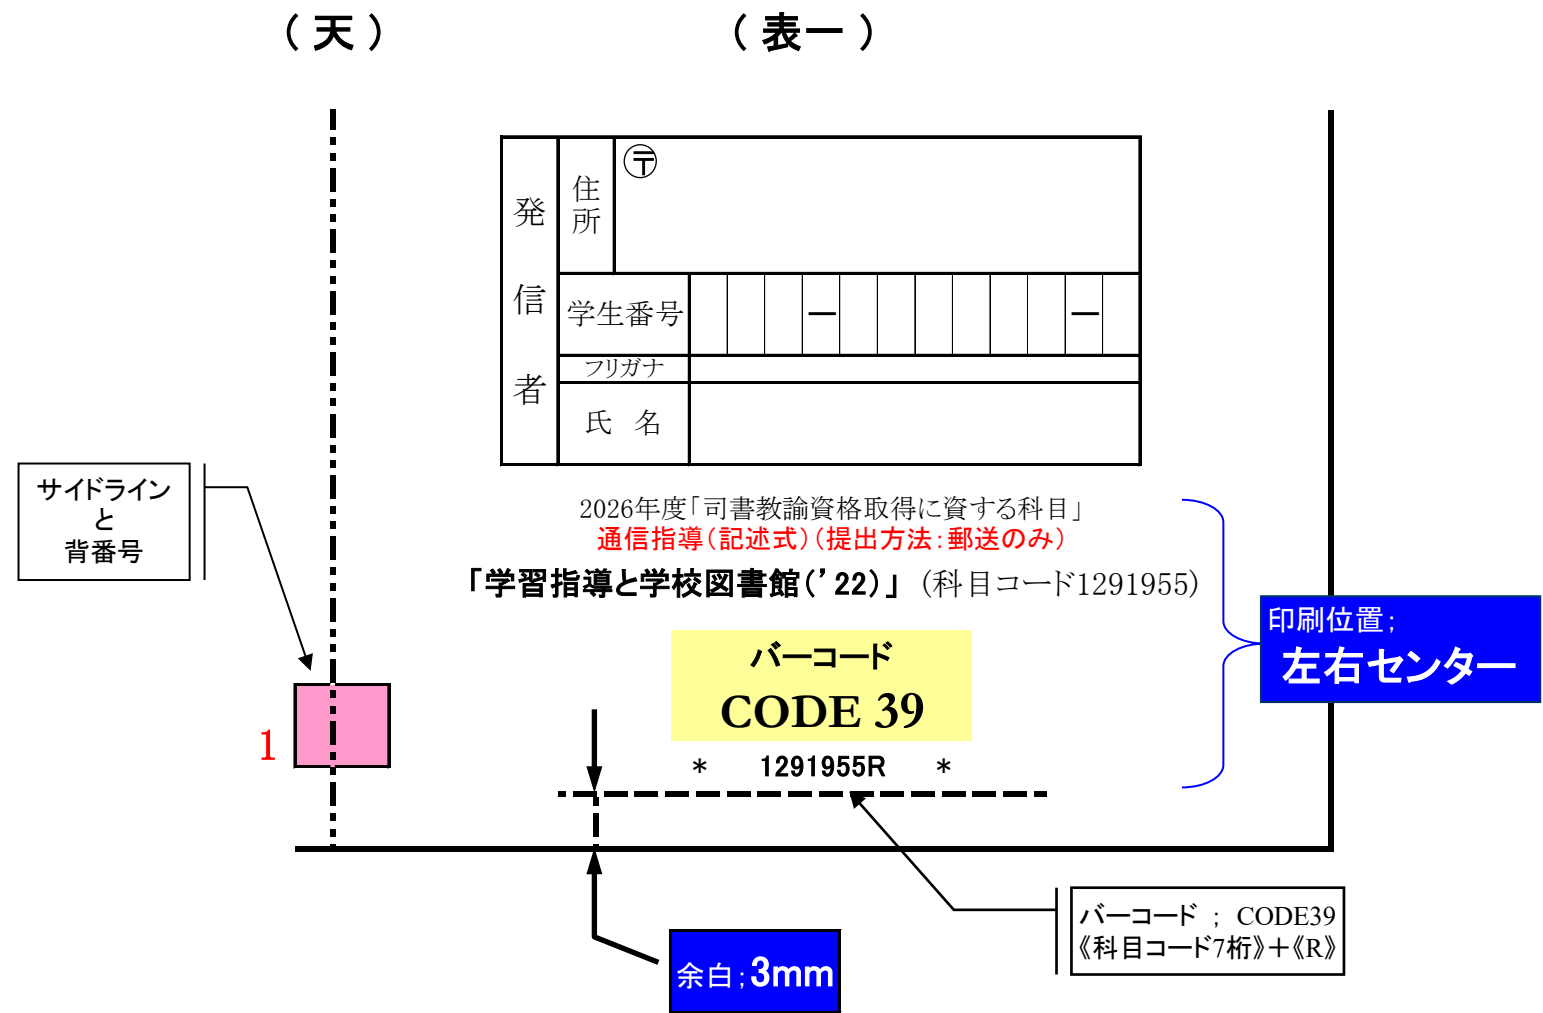 （ 天 ）
（ 表一 ）
発信者
住所
〒
学生番号
ー ー
フリガナ
氏 名
サイドライン
と
背番号
2026年度「司書教諭資格取得に資する科目」
通信指導（記述式）（提出方法：郵送のみ）
「学習指導と学校図書館（’22）」（科目コード1291955）
印刷位置；
左右センター
バーコード
CODE 39
1
* 1291955R *
バーコード ； CODE39
《科目コード7桁》＋《R》
余白；3mm